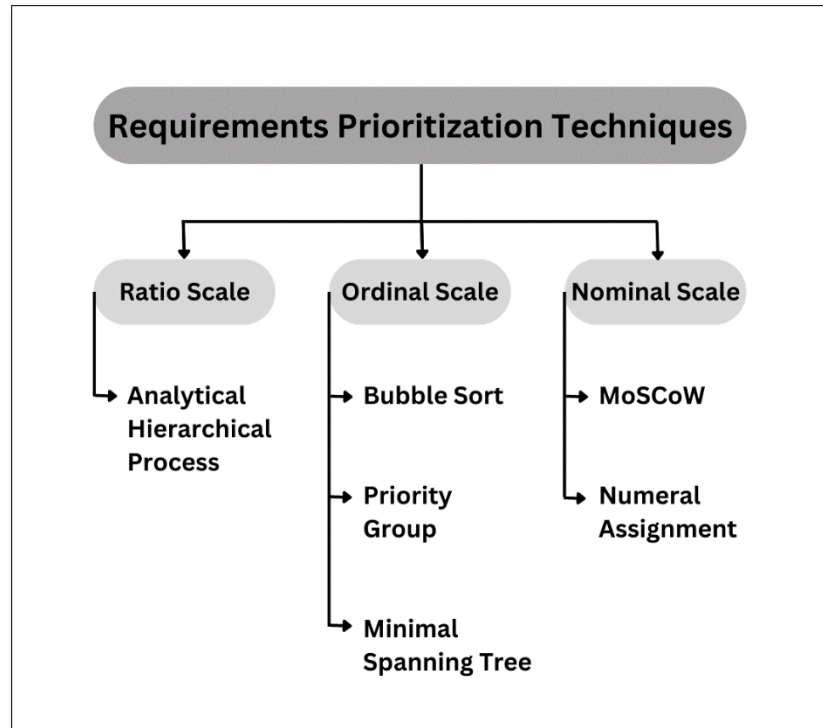 Requirements Prioritization Techniques
Ratio Scale
Ordinal Scale
Nominal Scale
Analytical
Hierarchical
Process
Bubble Sort
Priority
Group
Minimal
Spanning Tree
MoSCoW
Numeral
Assignment